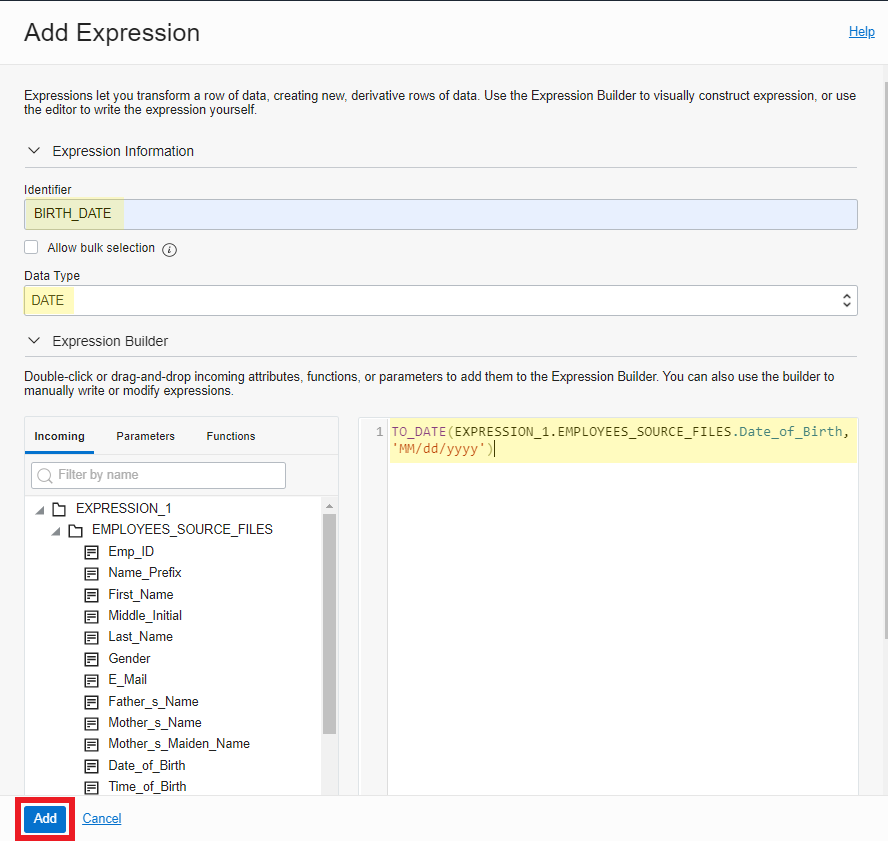 Add Expression
Help
Expressions let you transform a row of data, creating new, derivative rows of data. Use the Expression Builder to visually construct expression, or use
the editor to write the expression yourself.
Expression Information
Identifier
BIRTH_DATE
Allow bulk selection
Data Type
DATE
Expression Builder
Double-click or drag-and-drop incoming attributes, functions, or parameters to add them to the Expression Builder. You can also use the builder to
manually write or modify expressions.
Incoming Parameters Functions
Filter by name
EXPRESSION_1
EMPLOYEES_SOURCE_FILES
Emp_ID
Name_Prefix
First_Name
Middle_Initial
Last_Name
Gender
E_Mail
Father_s_Name
Mother_s_Name
Mother_s_Maiden_Name
Date_of_Birth
Time_of_Birth
1 TO_DATE(EXPRESSION_1.EMPLOYEES_SOURCE_FILES.Date_of_Birth,
'MM/dd/yyyy')
Add Cancel